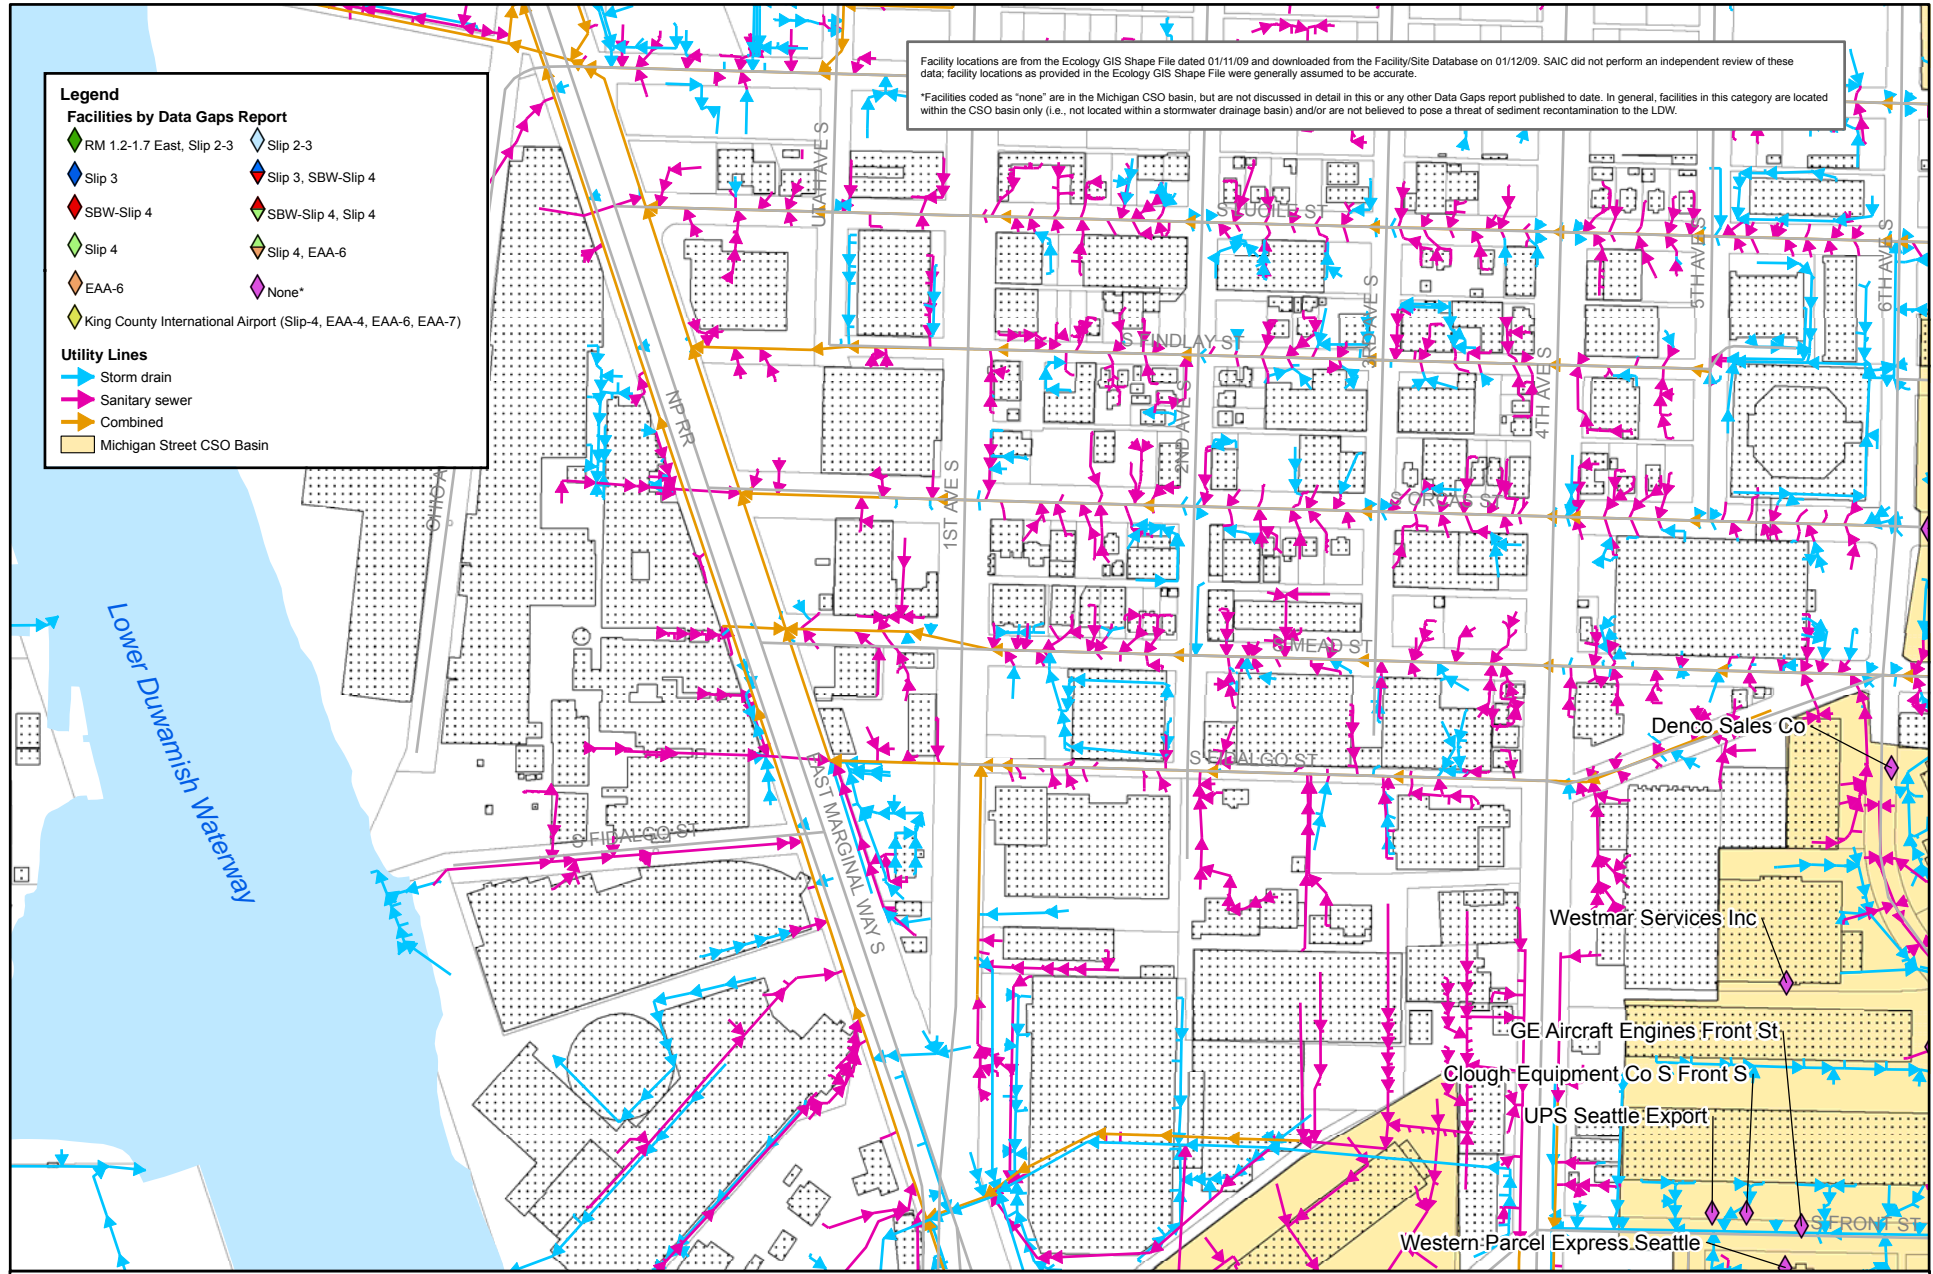 Facility locations are from the Ecology GIS Shape File dated 01/11/09 and downloaded from the Facility/Site Database on 01/12/09. SAIC did not perform an independent review of these
data; facility locations as provided in the Ecology GIS Shape File were generally assumed to be accurate.
*Facilities coded as "none" are in the Michigan CSO basin, but are not discussed in detail in this or any other Data Gaps report published to date. In general, facilities in this category are located
within the CSO basin only (i.e., not located within a stormwater drainage basin) and/or are not believed to pose a threat of sediment recontamination to the LDW.
Legend
Facilities by Data Gaps Report
RM 1.2-1.7 East, Slip 2-3
Slip 2-3
Slip 3
Slip 3, SBW-Slip 4
SBW-Slip 4
SBW-Slip 4, Slip 4
Slip 4
Slip 4, EAA-6
EAA-6
None*
King County International Airport (Slip-4, EAA-4, EAA-6, EAA-7)
Utility Lines
Storm drain
Sanitary sewer
Combined
Michigan Street CSO Basin
UTAH AVE S
S LUCILE ST
5TH AVE S
6TH AVE S
3RD AVE S
S FINDLAY ST
4TH AVE S
2ND AVE S
NP RR
1ST AVE S
S ORCAS ST
OHIO A
S MEAD ST
Lower Duwamish Waterway
Denco Sales Co
S FIDALGO ST
EAST MARGINAL WAY S
S FIDALGO ST
Westmar Services Inc
GE Aircraft Engines Front St
Clough Equipment Co S Front S
UPS Seattle Export
S FRONT ST
Western Parcel Express Seattle